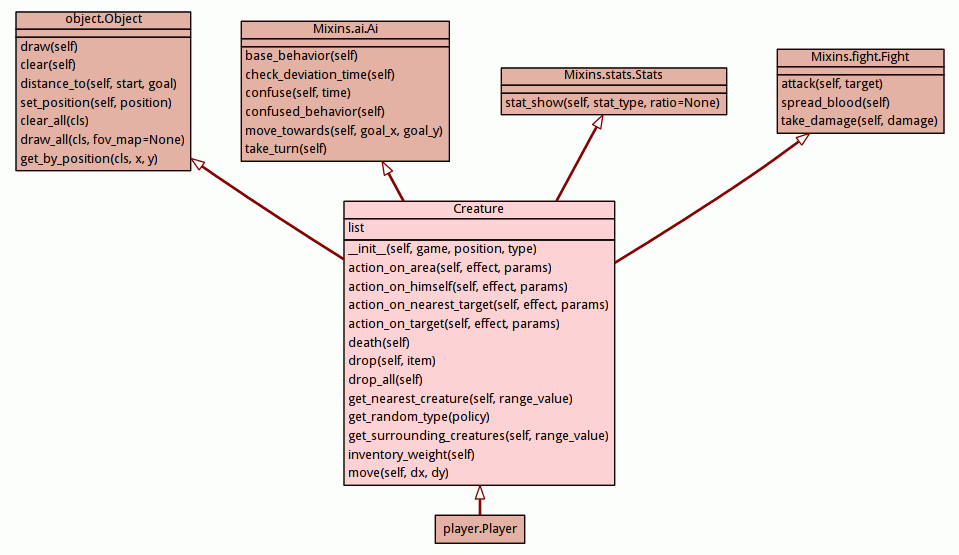 object.Object
draw(self)
clear(self)
distance_to(self, start, goal)
set_position(self, position)
clear_all(cls)
draw_all(cls, fov_map=None)
get_by_position(cls, x, y)
Mixins.ai.Ai
base_behavior(self)
check_deviation_time(self)
confuse(self, time)
confused_behavior(self)
move_towards(self, goal_x, goal_y)
take_turn(self)
Mixins.stats.Stats
stat_show(self, stat_type, ratio=None)
Mixins.fight.Fight
attack(self, target)
spread_blood(self)
take_damage(self, damage)
Creature
list
__init__(self, game, position, type)
action_on_area(self, effect, params)
action_on_himself(self, effect, params)
action_on_nearest_target(self, effect, params)
action_on_target(self, effect, params)
death(self)
drop(self, item)
drop_all(self)
get_nearest_creature(self, range_value)
get_random_type(policy)
get_surrounding_creatures(self, range_value)
inventory_weight(self)
move(self, dx, dy)
player.Player